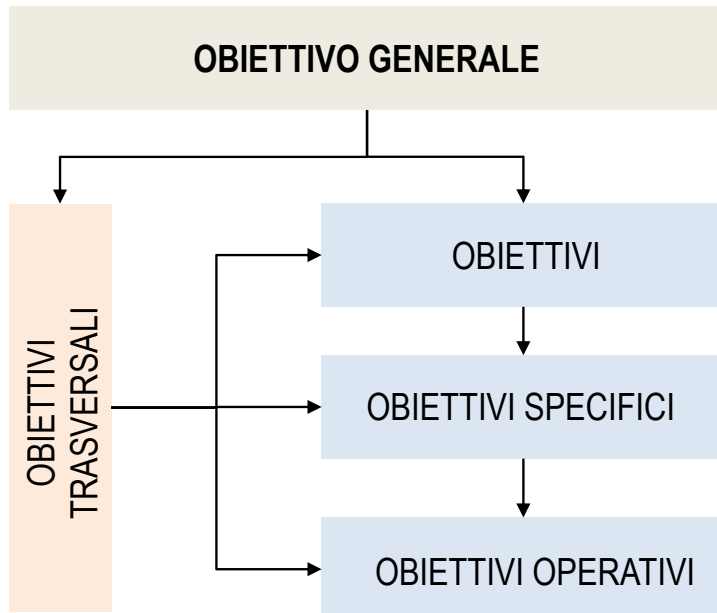 OBIETTIVO GENERALE
OBIETTIVI
TRASVERSALI
OBIETTIVI
OBIETTIVI SPECIFICI
OBIETTIVI OPERATIVI